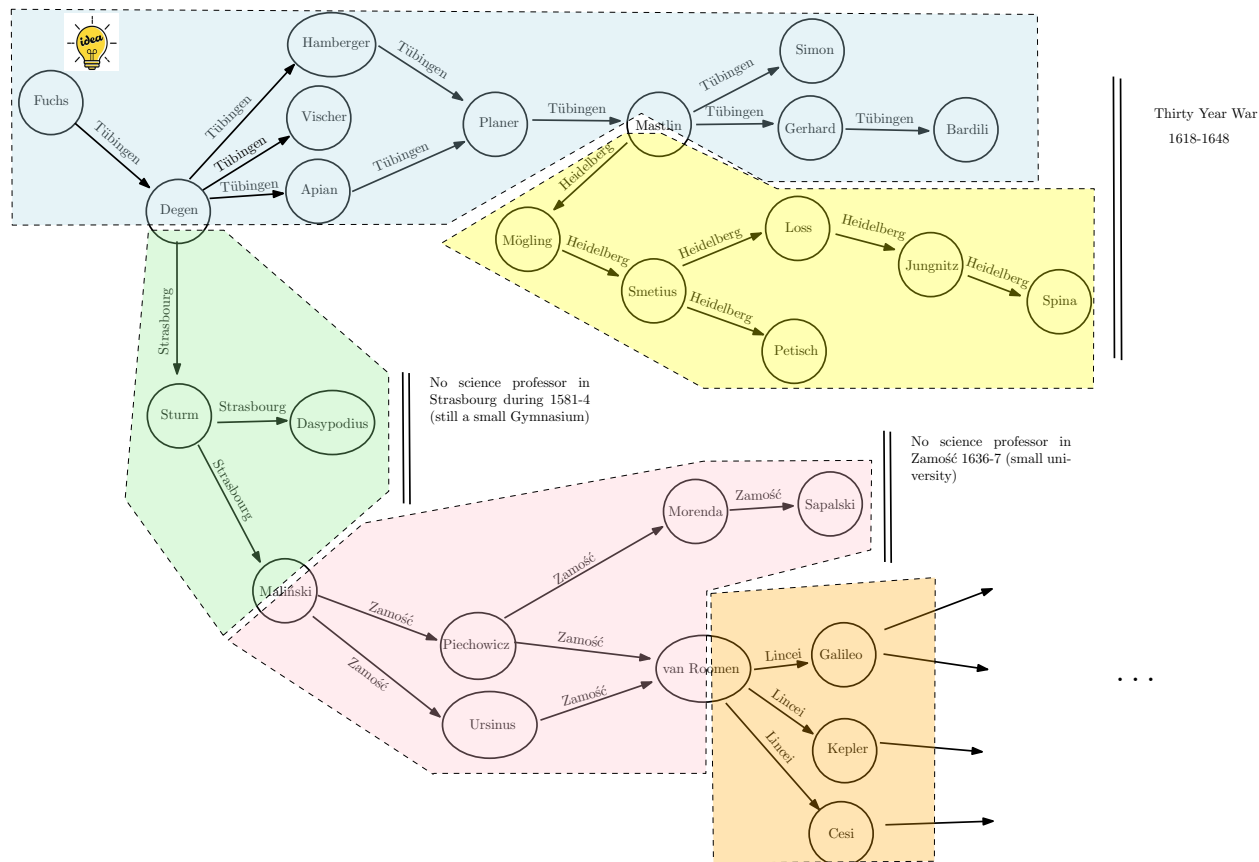 idea
Fuchs
Tübingen
Degen
Tübingen
Hamberger
Tübingen
Vischer
Tübingen
Apian
Tübingen
Tübingen
Planer
Tübingen
Mästlin
Tübingen
Simon
Tübingen
Gerhard
Tübingen
Bardili
Thirty Year War
1618-1648
Heidelberg
Mögling
Heidelberg
Smetius
Heidelberg
Loss
Heidelberg
Jungnitz
Heidelberg
Spina
Heidelberg
Petisch
Strasbourg
Sturm
Strasbourg
Dasypodius
Strasbourg
No science professor in
Strasbourg during 1581-4
(still a small Gymnasium)
No science professor in
Zamość 1636-7 (small uni-
versity)
Maliński
Zamość
Piechowicz
Zamość
Morenda
Zamość
Sapalski
Zamość
Zamość
Ursinus
Zamość
van Roomen
Lincei
Galileo
Lincei
Kepler
Lincei
Cesi
. . .